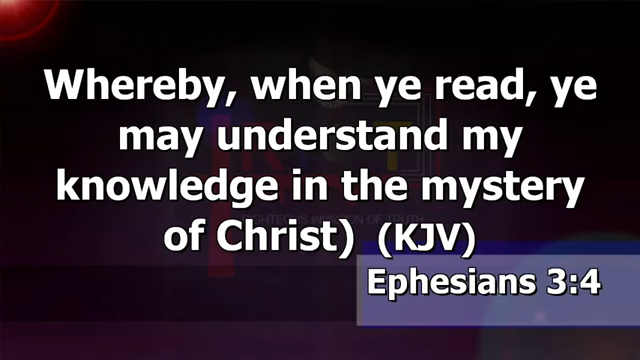 Whereby, when ye read, ye
may understand my
knowledge in the mystery
of Christ) (KJV)
Ephesians 3:4